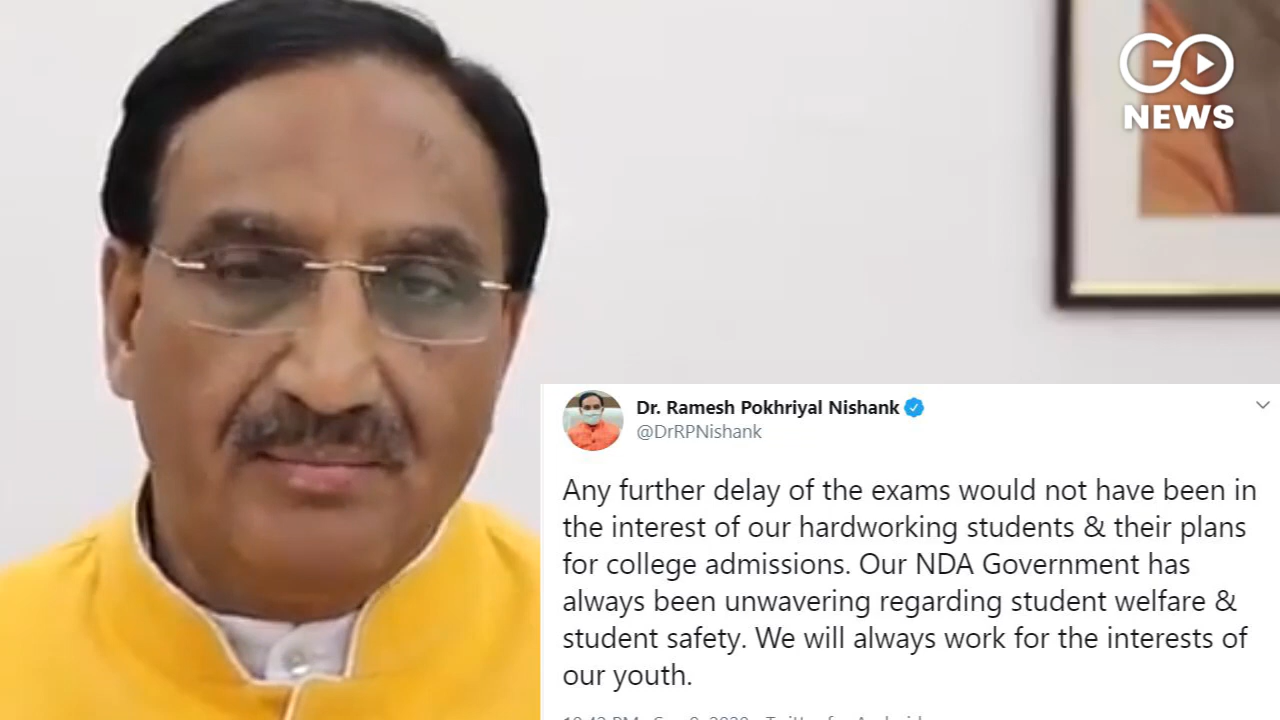 GO
NEWS
Dr. Ramesh Pokhriyal Nishank
@DrRPNishank
Any further delay of the exams would not have been in
the interest of our hardworking students & their plans
for college admissions. Our NDA Government has
always been unwavering regarding student welfare &
student safety. We will always work for the interests of
our youth.